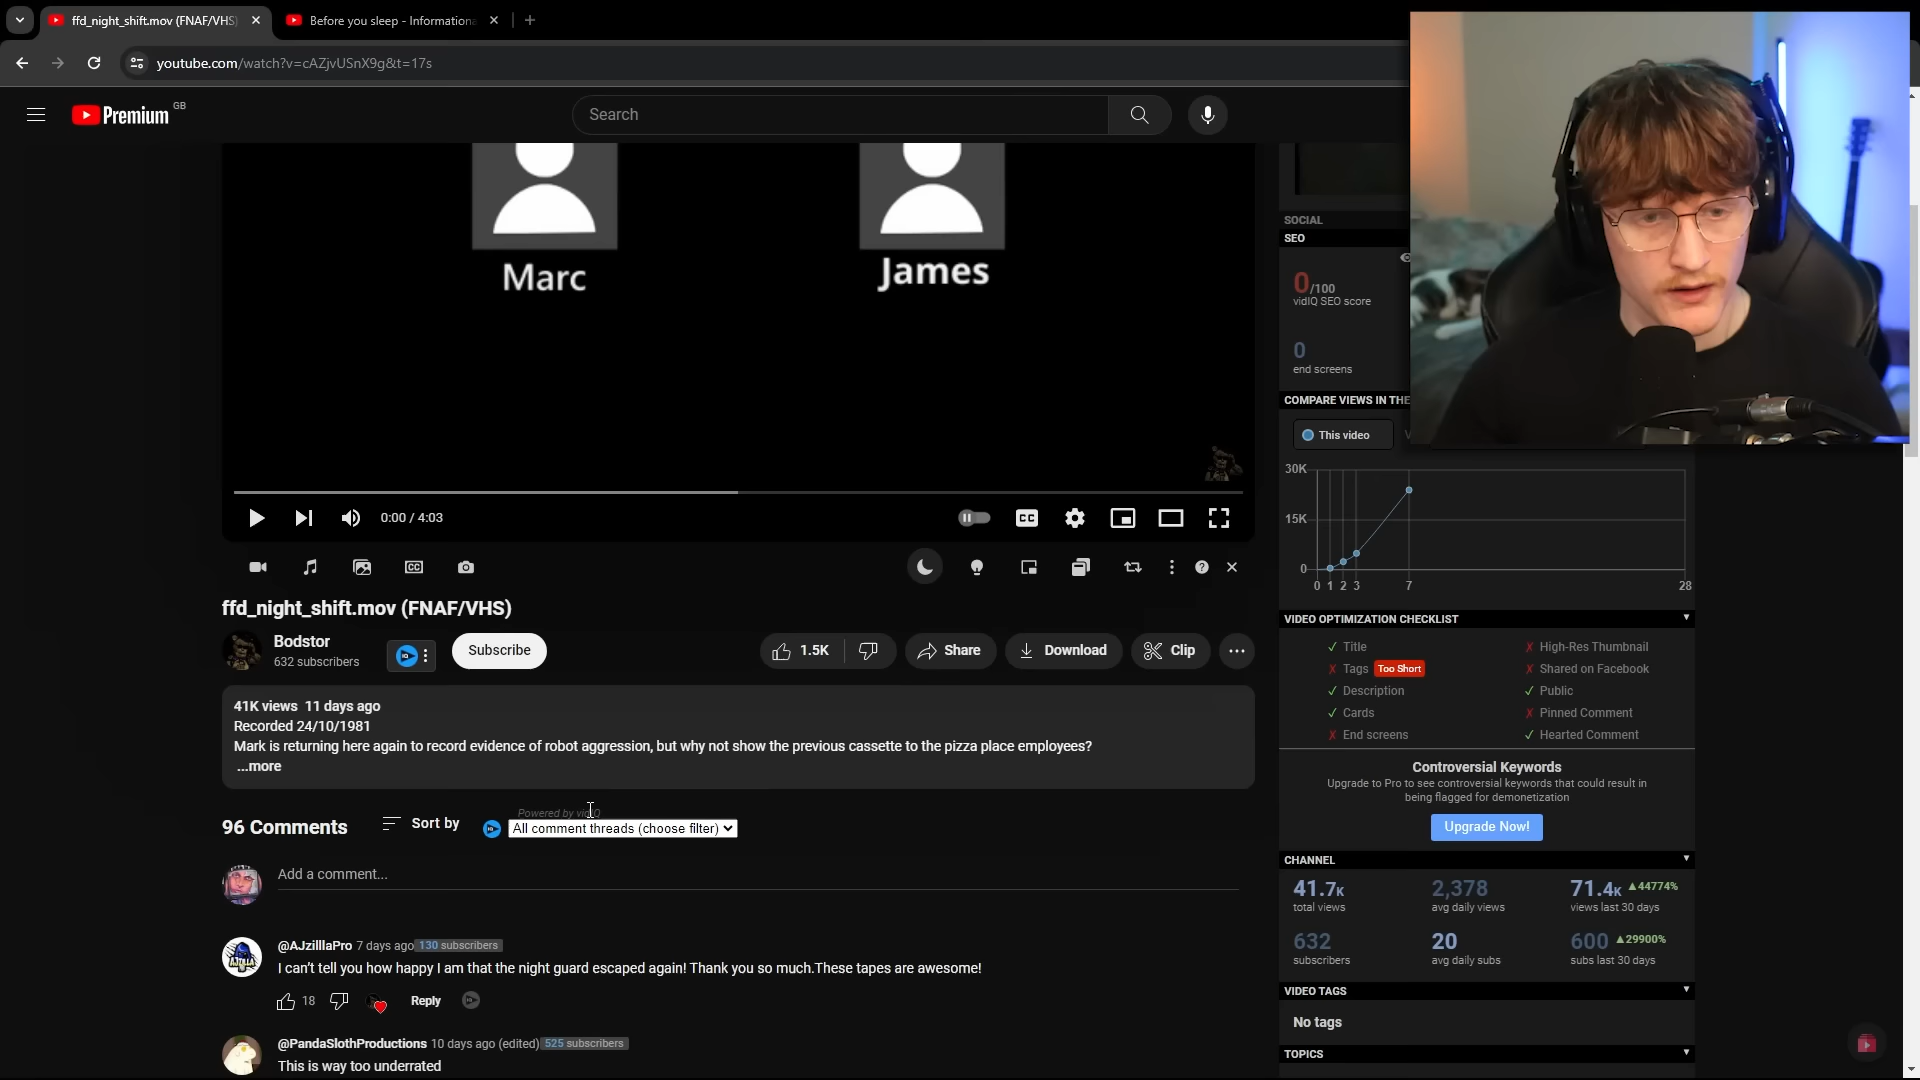 ffd_night_shift.mov (FNAF/VHS)
Before you sleep - Informationa
youtube.com/watch?v=cAZjvUSnX9g&t=17s
Premium GB
Search
Marc
James
0:00 / 4:03
CC
CC
ffd_night_shift.mov (FNAF/VHS)
Bodstor
632 subscribers
Subscribe
1.5K
Share
Download
Clip
41K views 11 days ago
Recorded 24/10/1981
Mark is returning here again to record evidence of robot aggression, but why not show the previous cassette to the pizza place employees?
...more
96 Comments
Sort by
Powered by vidIQ
All comment threads (choose filter)
Add a comment...
@AJzilllaPro 7 days ago 130 subscribers
I can't tell you how happy I am that the night guard escaped again! Thank you so much.These tapes are awesome!
18
Reply
@PandaSlothProductions 10 days ago (edited) 525 subscribers
This is way too underrated
SOCIAL
SEO
0/100
vidIQ SEO score
0
end screens
COMPARE VIEWS IN THE
This video
30K
15K
0
0 1 2 3 7 28
VIDEO OPTIMIZATION CHECKLIST
Title
High-Res Thumbnail
Tags Too Short
Shared on Facebook
Description
Public
Cards
Pinned Comment
End screens
Hearted Comment
Controversial Keywords
Upgrade to Pro to see controversial keywords that could result in
being flagged for demonetization
Upgrade Now!
CHANNEL
41.7K
total views
2,378
avg daily views
71.4K ▲44774%
views last 30 days
632
subscribers
20
avg daily subs
600 ▲29900%
subs last 30 days
VIDEO TAGS
No tags
TOPICS